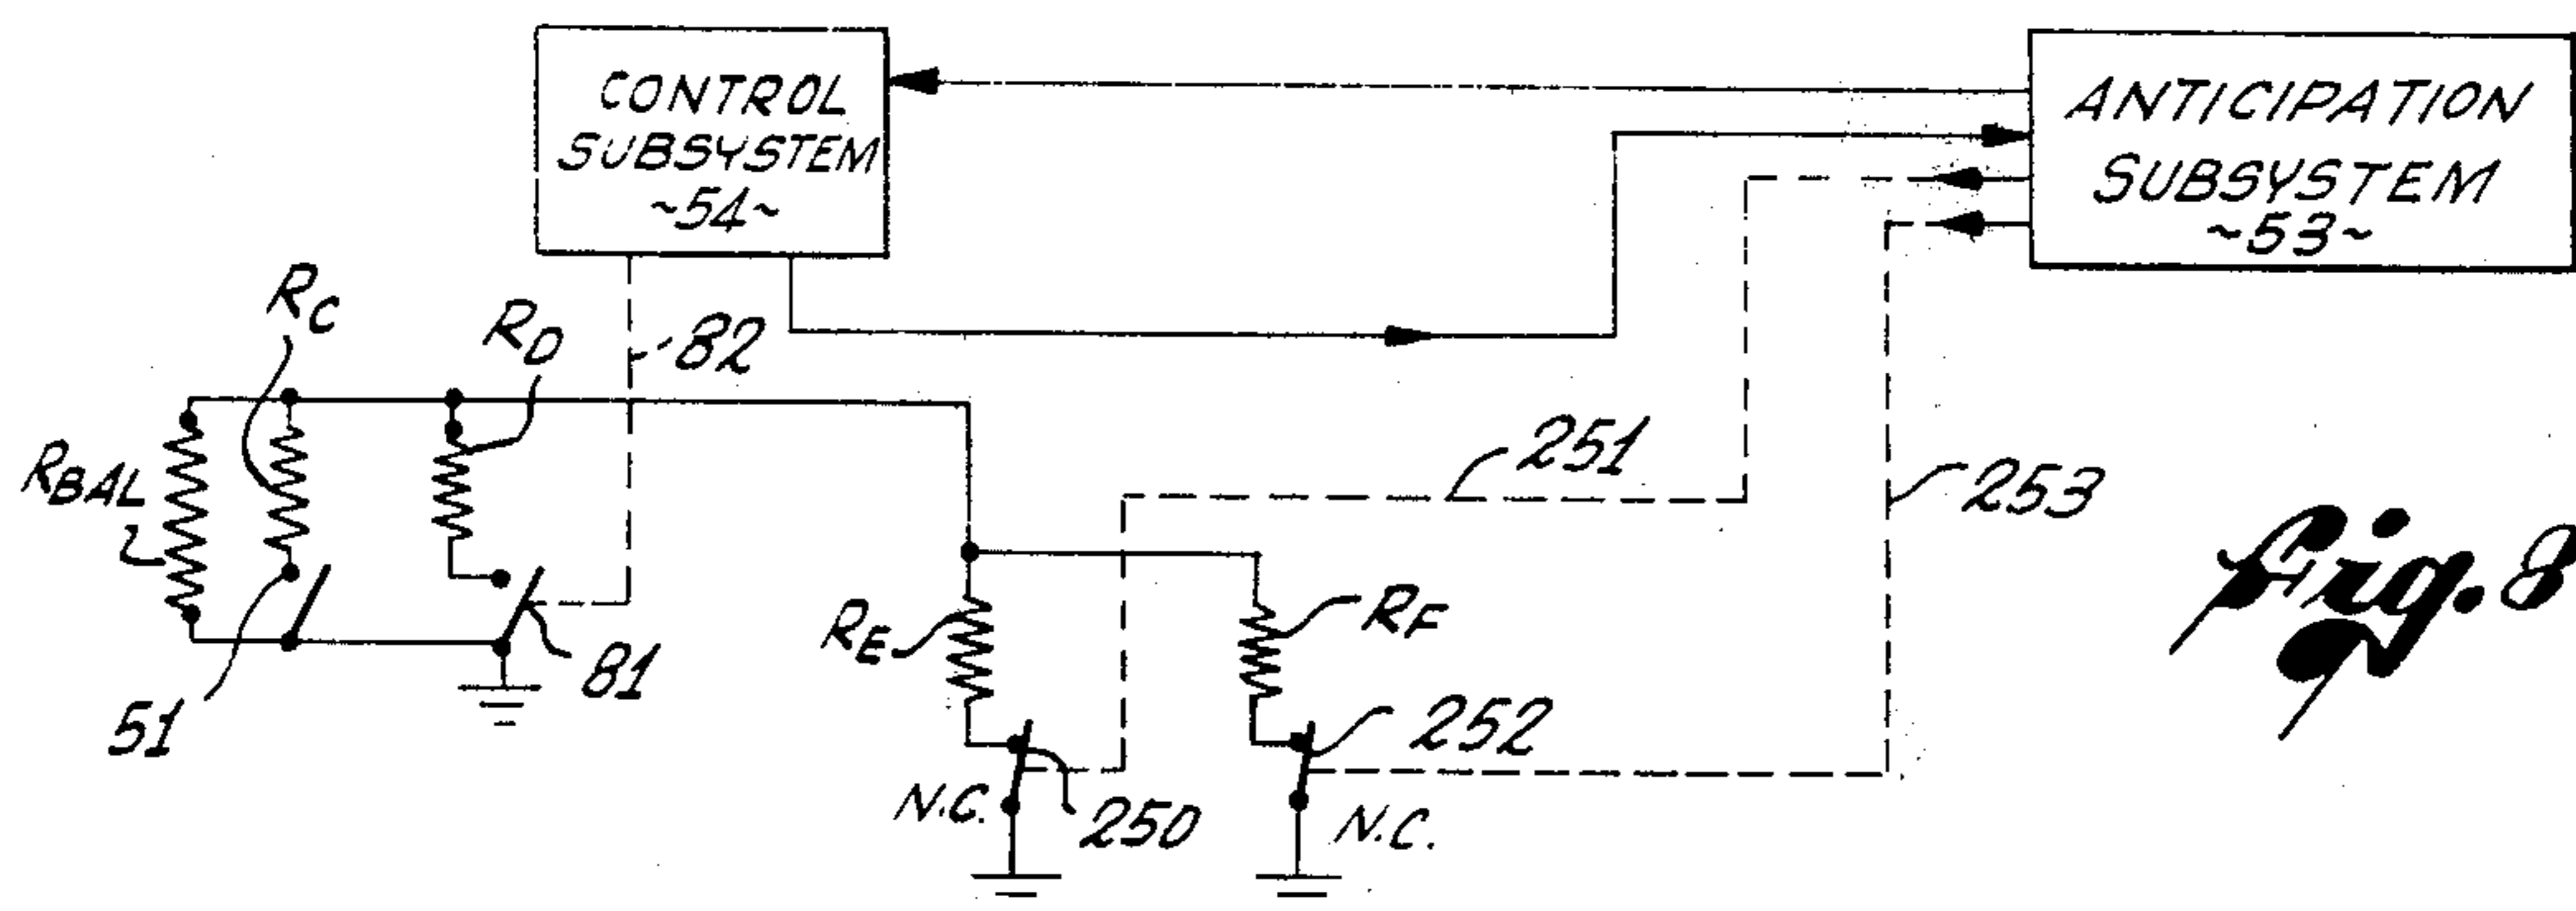 CONTROL
SUBSYSTEM
~54~
ANTICIPATION
SUBSYSTEM
~53~
RC
RD
82
RBAL
251
253
Fig. 8
RE
RF
51
81
252
N.C.
250
N.C.